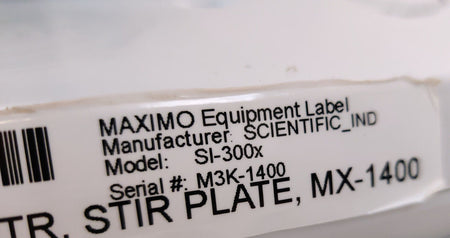 MAXIMO Equipment Label
Manufacturer: SCIENTIFIC_IND
Model: SI-300x
Serial #: M3K-1400
TR, STIR PLATE, MX-1400